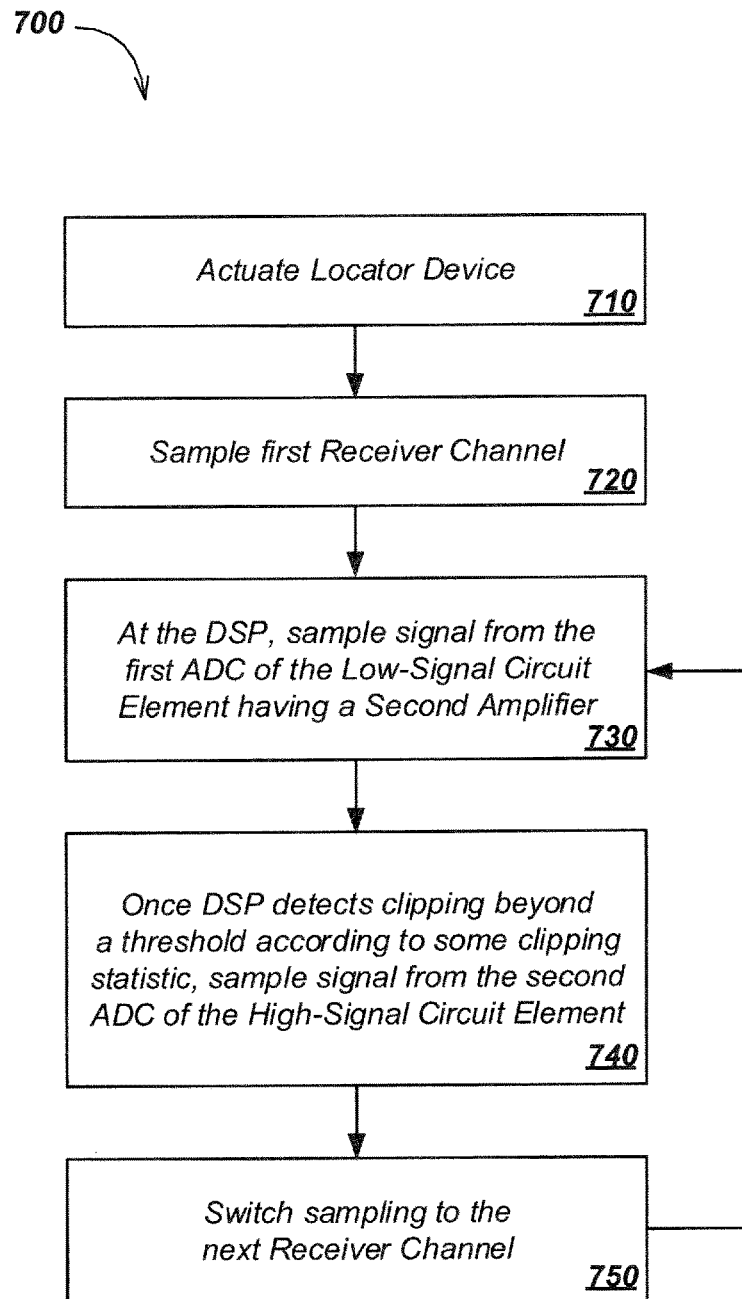 700
Actuate Locator Device
710
Sample first Receiver Channel
720
At the DSP, sample signal from the
first ADC of the Low-Signal Circuit
Element having a Second Amplifier
730
Once DSP detects clipping beyond
a threshold according to some clipping
statistic, sample signal from the second
ADC of the High-Signal Circuit Element
740
Switch sampling to the
next Receiver Channel
750